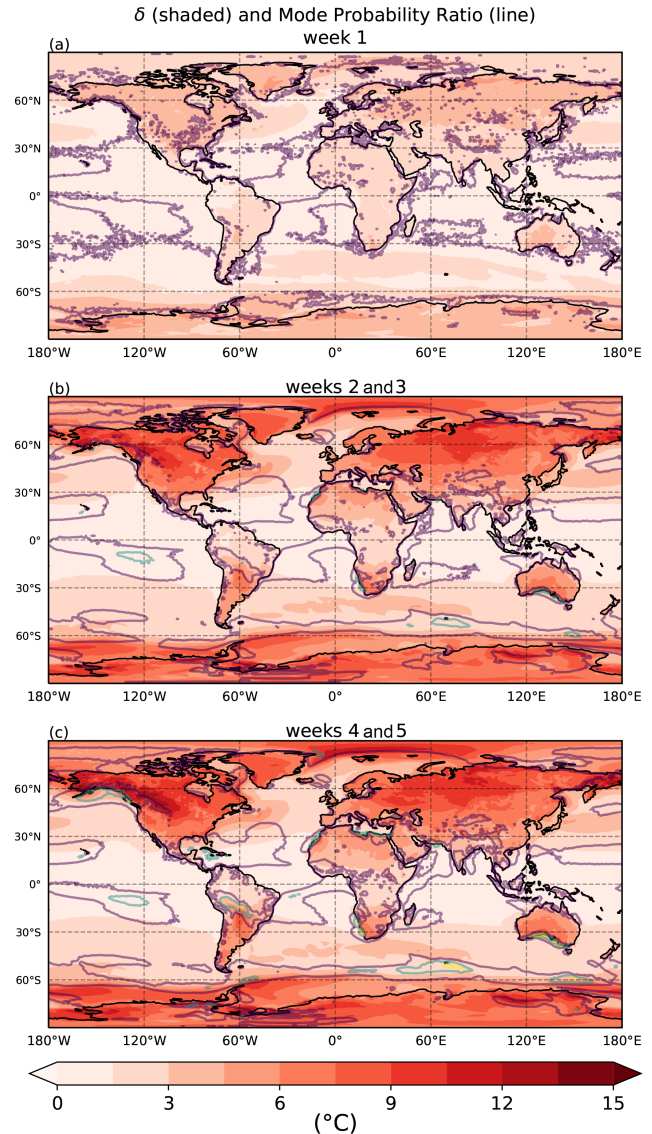 δ (shaded) and Mode Probability Ratio (line)
week 1
(a)
60°N
30°N
0°
30°S
60°S
180°W 120°W 60°W 0° 60°E 120°E 180°E
(b) weeks 2 and 3
60°N
30°N
0°
30°S
60°S
180°W 120°W 60°W 0° 60°E 120°E 180°E
(c) weeks 4 and 5
60°N
30°N
0°
30°S
60°S
180°W 120°W 60°W 0° 60°E 120°E 180°E
0 3 6 9 12 15
(°C)